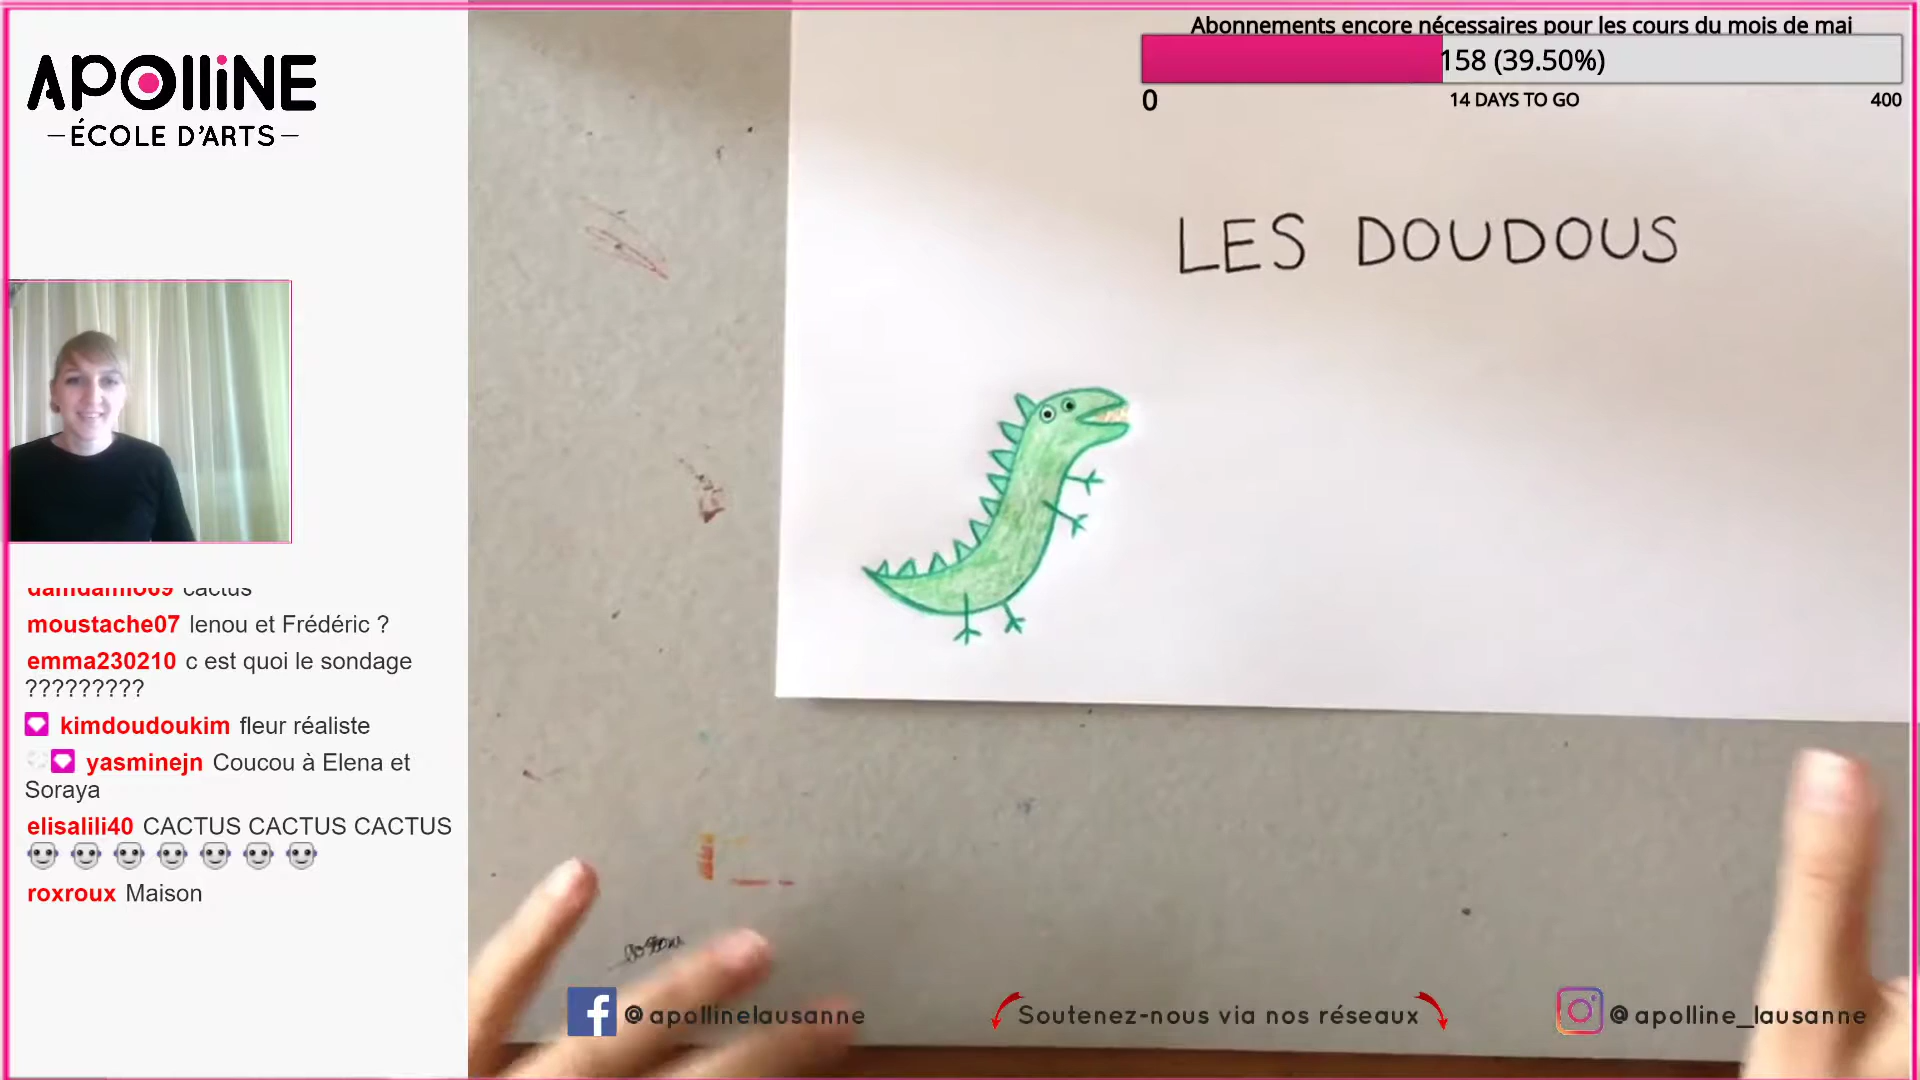 APOLLINE
–ÉCOLE D'ARTS–
Abonnements encore nécessaires pour les cours du mois de mai
158 (39.50%)
0
14 DAYS TO GO
400
LES DOUDOUS
damdam1069 cactus
moustache07 lenou et Frédéric ?
emma230210 c est quoi le sondage
?????????
kimdoudoukim fleur réaliste
yasminejn Coucou à Elena et
Soraya
elisalili40 CACTUS CACTUS CACTUS
roxroux Maison
@apollinelausanne
Soutenez-nous via nos réseaux
@apolline_lausanne